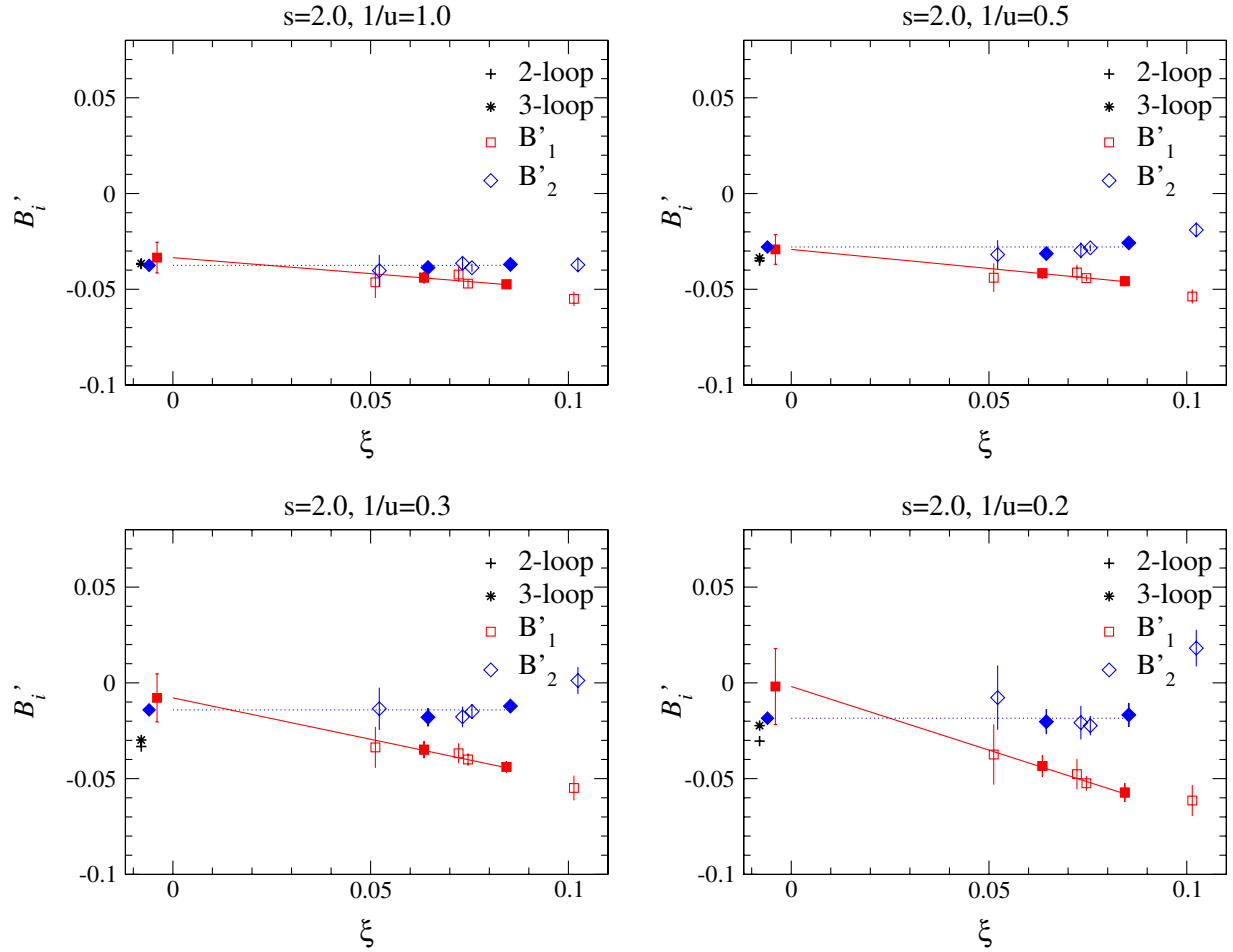 s=2.0, 1/u=1.0
2-loop
3-loop
B'1
B'2
0.05
0
-0.05
-0.1
Bi'
0 0.05 0.1
ξ
s=2.0, 1/u=0.5
2-loop
3-loop
B'1
B'2
0.05
0
-0.05
-0.1
Bi'
0 0.05 0.1
ξ
s=2.0, 1/u=0.3
2-loop
3-loop
B'1
B'2
0.05
0
-0.05
-0.1
Bi'
0 0.05 0.1
ξ
s=2.0, 1/u=0.2
2-loop
3-loop
B'1
B'2
0.05
0
-0.05
-0.1
Bi'
0 0.05 0.1
ξ